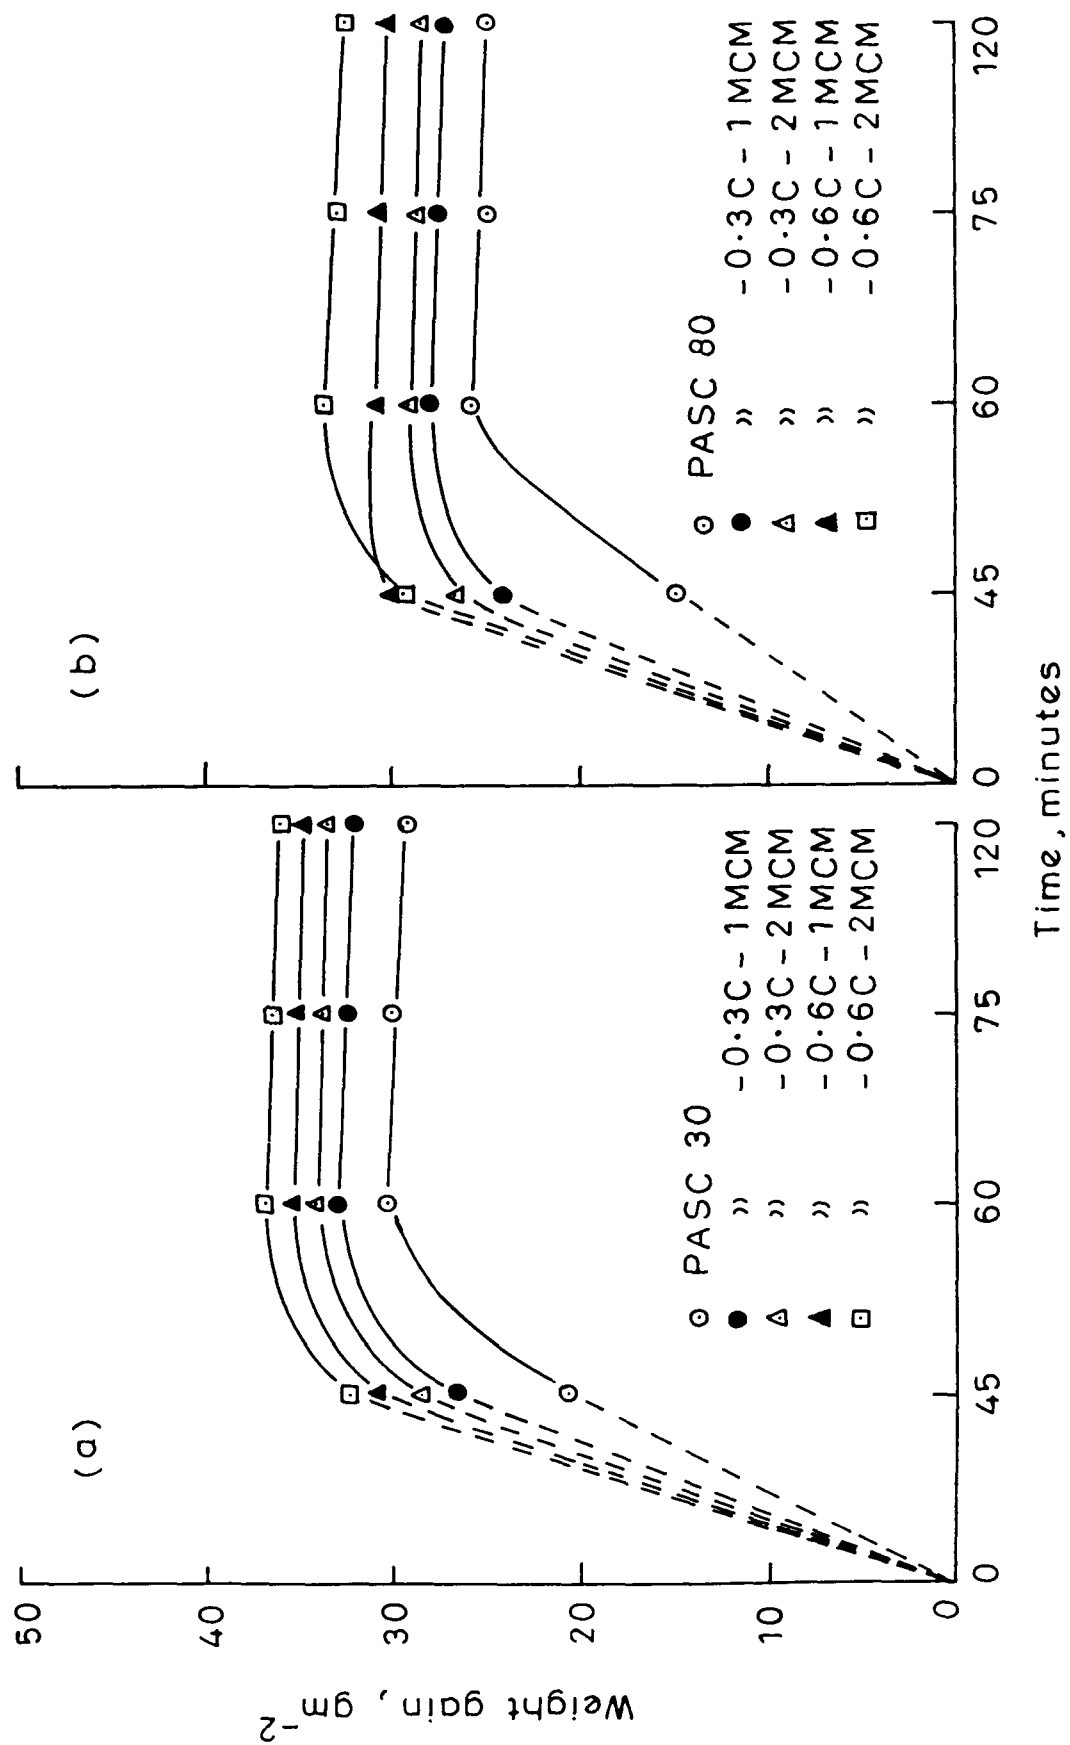 (a)
50
40
30
20
10
0
Weight gain, gm⁻²
0 45 60 75 120
PASC 30
" -0·3C-1MCM
" -0·3C-2MCM
" -0·6C-1MCM
" -0·6C-2MCM
(b)
0 45 60 75 120
PASC 80
" -0·3C-1MCM
" -0·3C-2MCM
" -0·6C-1MCM
" -0·6C-2MCM
Time, minutes